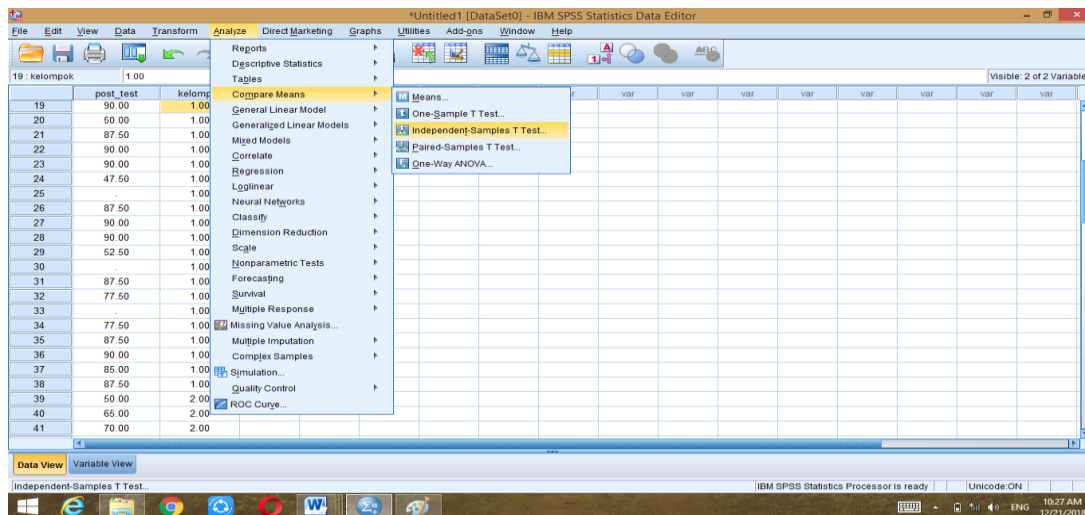 *Untitled1 [DataSet0] - IBM SPSS Statistics Data Editor
File Edit View Data Transform Analyze Direct Marketing Graphs Utilities Add-ons Window Help
19 : kelompok 1.00 Visible: 2 of 2 Variable
post_test kelomp var var var var var var
19 90.00 1.00
20 50.00 1.00
21 87.50 1.00
22 90.00 1.00
23 90.00 1.00
24 47.50 1.00
25 . 1.00
26 87.50 1.00
27 90.00 1.00
28 90.00 1.00
29 52.50 1.00
30 . 1.00
31 87.50 1.00
32 77.50 1.00
33 . 1.00
34 77.50 1.00
35 87.50 1.00
36 90.00 1.00
37 85.00 1.00
38 87.50 1.00
39 50.00 2.00
40 65.00 2.00
41 70.00 2.00
Reports
Descriptive Statistics
Tables
Compare Means
General Linear Model
Generalized Linear Models
Mixed Models
Correlate
Regression
Loglinear
Neural Networks
Classify
Dimension Reduction
Scale
Nonparametric Tests
Forecasting
Survival
Multiple Response
Missing Value Analysis...
Multiple Imputation
Complex Samples
Simulation...
Quality Control
ROC Curve...
Means...
One-Sample T Test...
Independent-Samples T Test...
Paired-Samples T Test...
One-Way ANOVA...
Data View Variable View
Independent-Samples T Test... IBM SPSS Statistics Processor is ready Unicode:ON
ENG 10:27 AM
12/21/2018